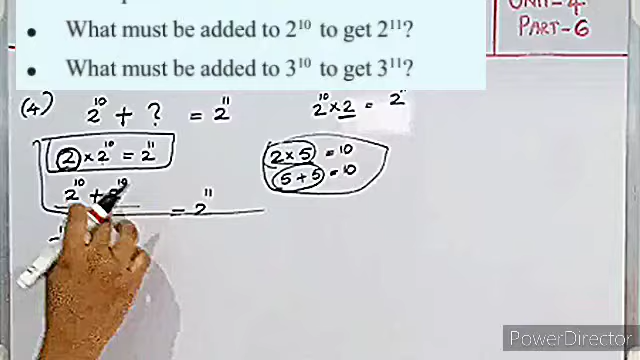 UNIT-4
PART-6
• What must be added to 2¹⁰ to get 2¹¹?
• What must be added to 3¹⁰ to get 3¹¹?
(4) 2¹⁰ + ? = 2¹¹
2¹⁰ × 2 = 2¹¹
2 × 2¹⁰ = 2¹¹
2 × 5 = 10
5 + 5 = 10
2¹⁰ + 2¹⁰ = 2¹¹
PowerDirector